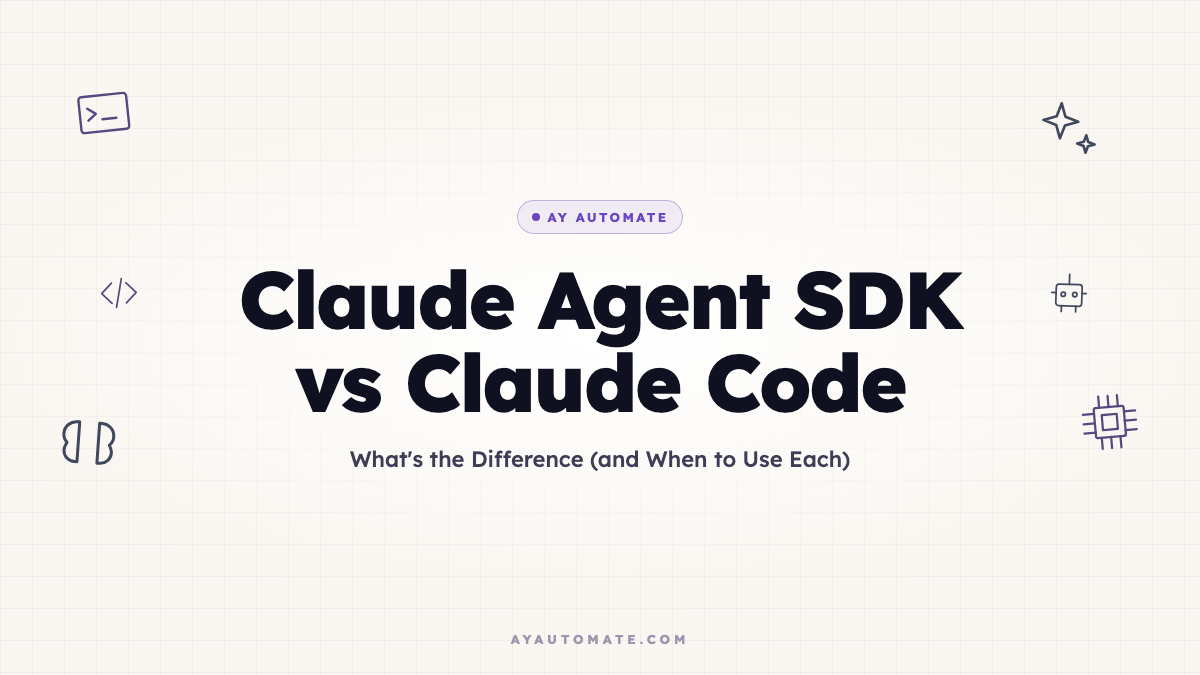 AY AUTOMATE
Claude Agent SDK
vs Claude Code
What's the Difference (and When to Use Each)
AYAUTOMATE.COM